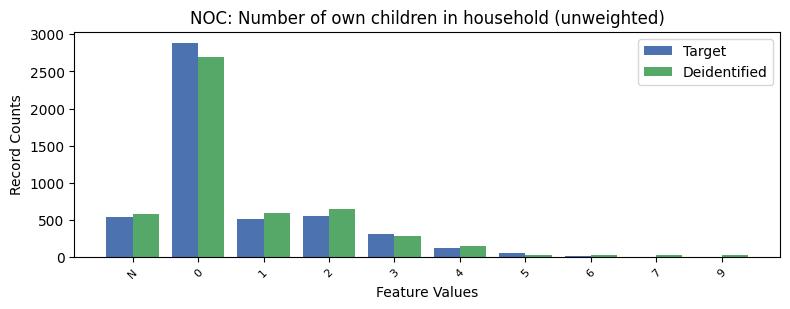 NOC: Number of own children in household (unweighted)
Record Counts
3000
2500
2000
1500
1000
500
0
Target
Deidentified
N 0 1 2 3 4 5 6 7 9
Feature Values